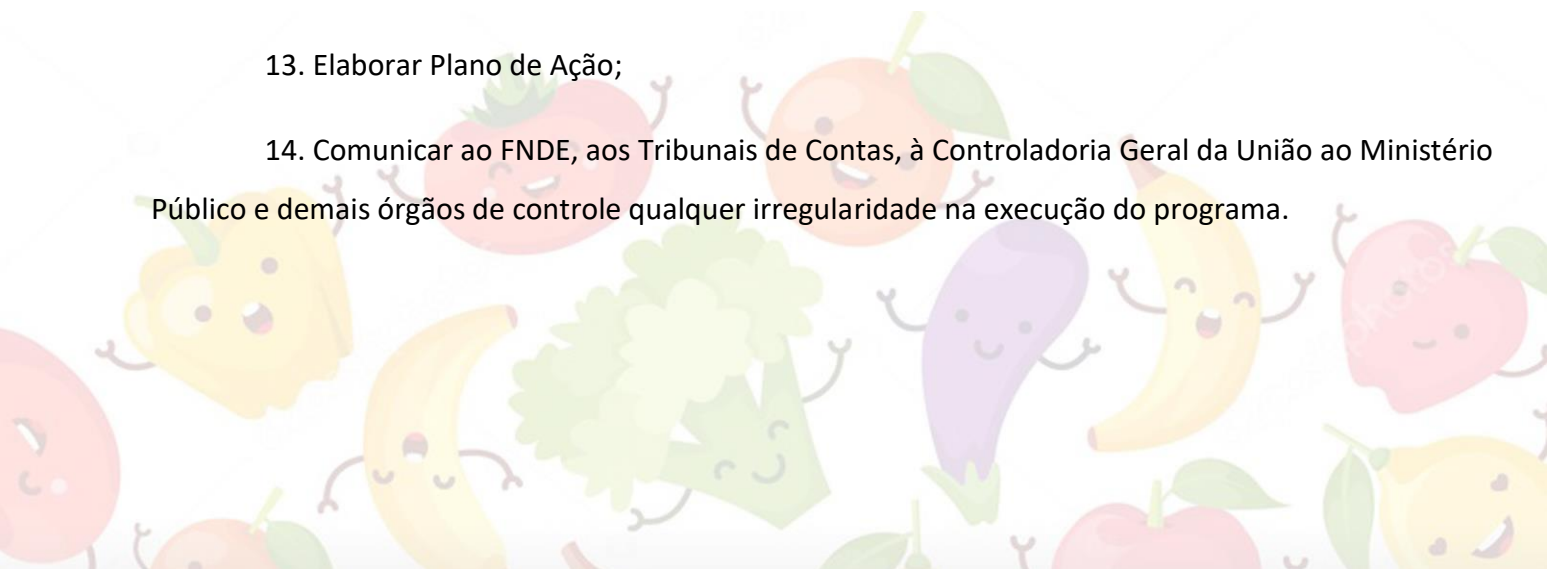 13. Elaborar Plano de Ação;
14. Comunicar ao FNDE, aos Tribunais de Contas, à Controladoria Geral da União ao Ministério
Público e demais órgãos de controle qualquer irregularidade na execução do programa.